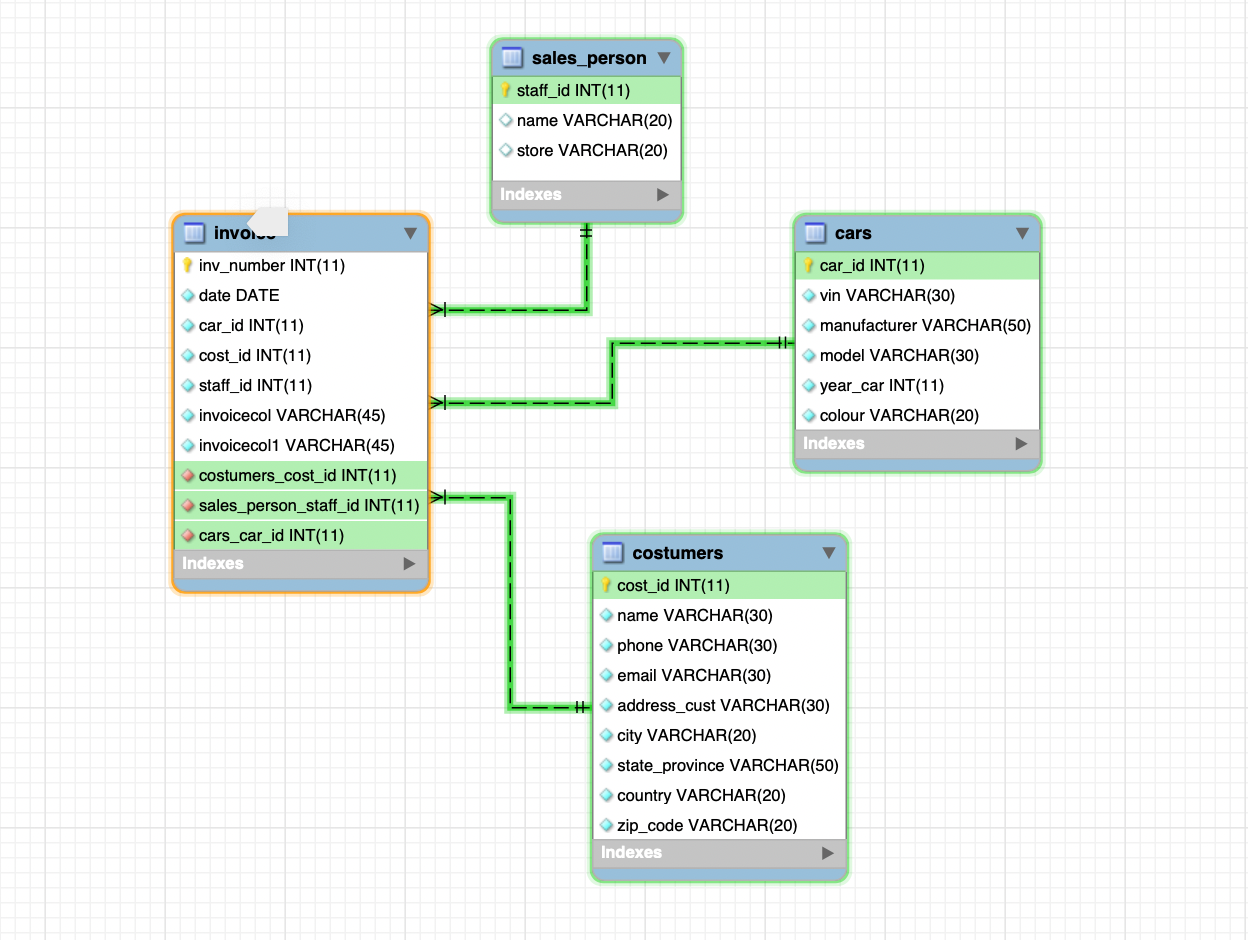 sales_person
staff_id INT(11)
name VARCHAR(20)
store VARCHAR(20)
Indexes
inv_number INT(11)
date DATE
car_id INT(11)
cost_id INT(11)
staff_id INT(11)
invoicecol VARCHAR(45)
invoicecol1 VARCHAR(45)
costumers_cost_id INT(11)
sales_person_staff_id INT(11)
cars_car_id INT(11)
Indexes
cars
car_id INT(11)
vin VARCHAR(30)
manufacturer VARCHAR(50)
model VARCHAR(30)
year_car INT(11)
colour VARCHAR(20)
Indexes
costumers
cost_id INT(11)
name VARCHAR(30)
phone VARCHAR(30)
email VARCHAR(30)
address_cust VARCHAR(30)
city VARCHAR(20)
state_province VARCHAR(50)
country VARCHAR(20)
zip_code VARCHAR(20)
Indexes